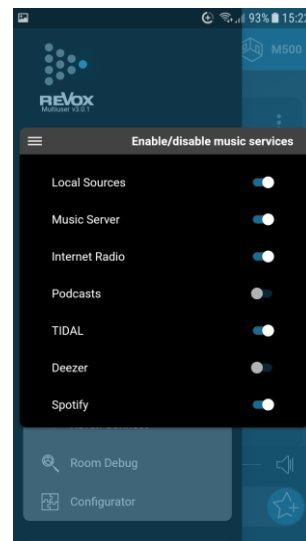 93% 15:22
M500
REVOX
Multiuser v3.0.1
Enable/disable music services
Local Sources
Music Server
Internet Radio
Podcasts
TIDAL
Deezer
Spotify
Room Debug
Configurator